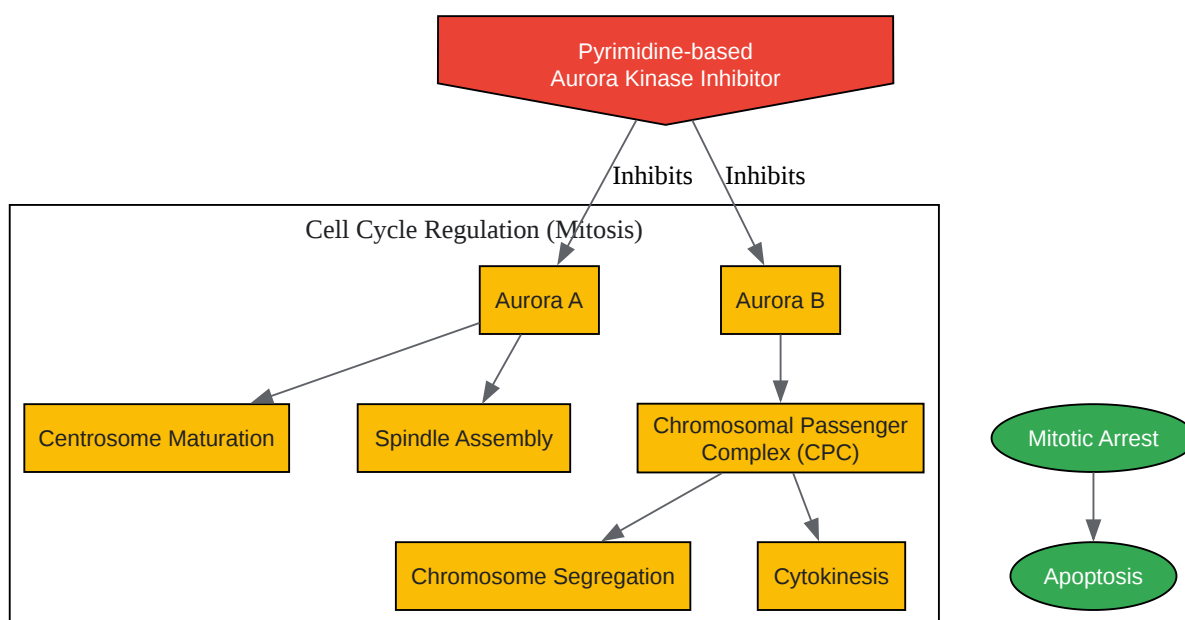 Pyrimidine-based
Aurora Kinase Inhibitor
Inhibits
Inhibits
Cell Cycle Regulation (Mitosis)
Aurora A
Aurora B
Centrosome Maturation
Spindle Assembly
Chromosomal Passenger
Complex (CPC)
Mitotic Arrest
Chromosome Segregation
Cytokinesis
Apoptosis